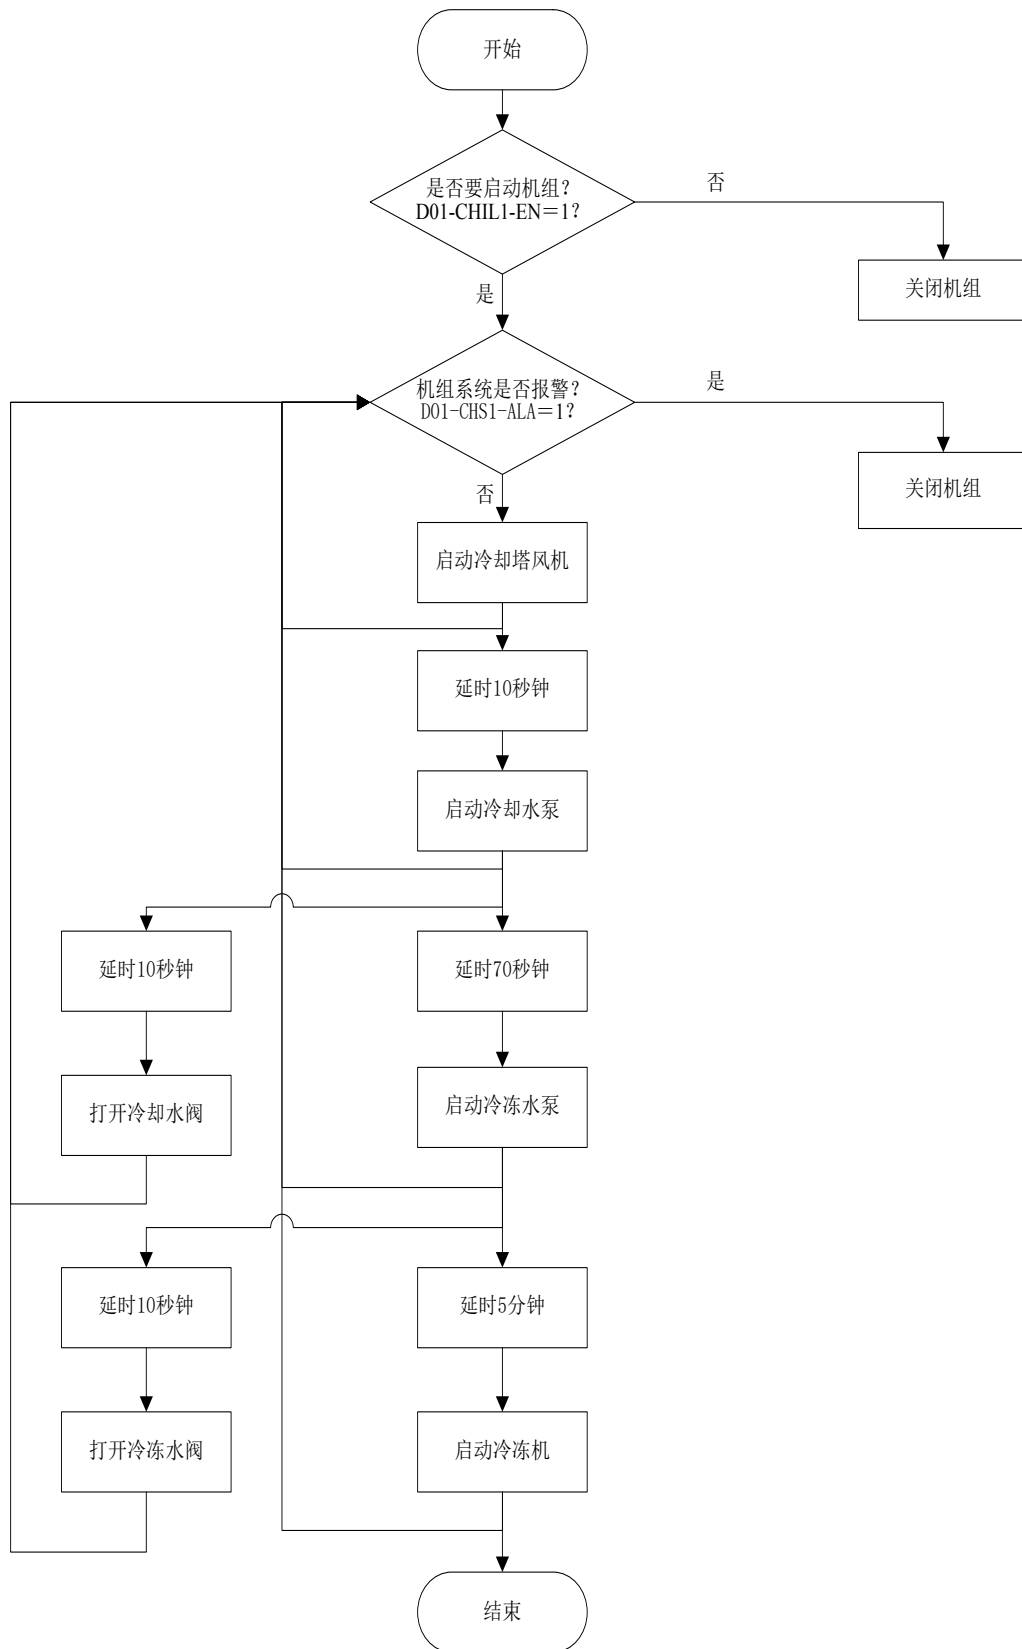 开始
是否要启动机组？
D01-CHIL1-EN＝1？
否
关闭机组
是
机组系统是否报警？
D01-CHS1-ALA＝1？
是
关闭机组
否
启动冷却塔风机
延时10秒钟
启动冷却水泵
延时10秒钟
延时70秒钟
打开冷却水阀
启动冷冻水泵
延时10秒钟
延时5分钟
打开冷冻水阀
启动冷冻机
结束